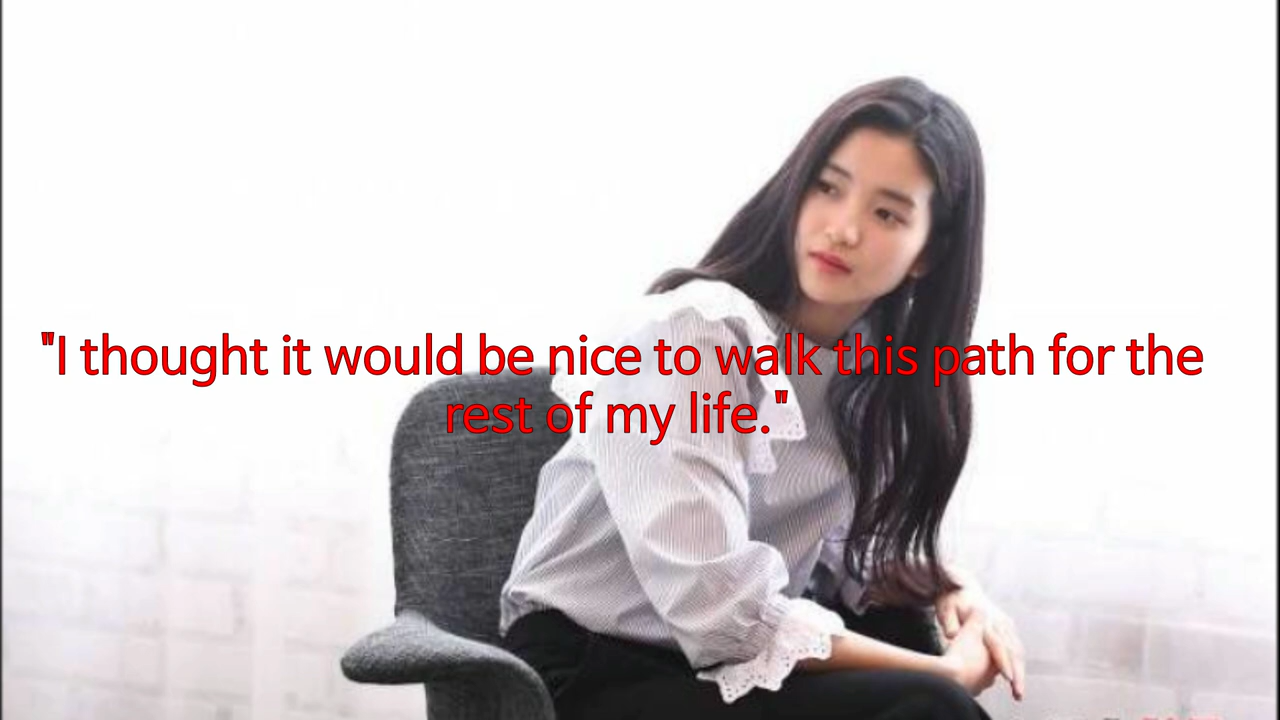 "I thought it would be nice to walk this path for the
rest of my life."